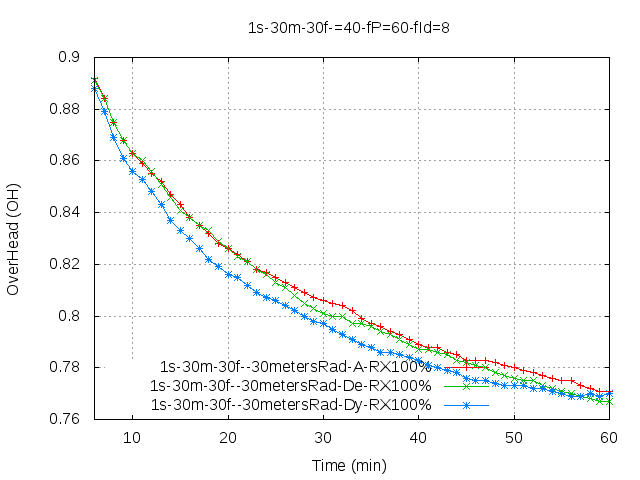 1s-30m-30f-=40-fP=60-fId=8
0.9
0.88
0.86
0.84
0.82
0.8
0.78
0.76
OverHead (OH)
1s-30m-30f--30metersRad-A-RX100%
1s-30m-30f--30metersRad-De-RX100%
1s-30m-30f--30metersRad-Dy-RX100%
10 20 30 40 50 60
Time (min)